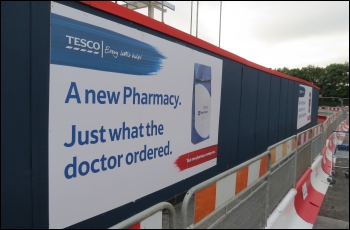 TESCO
Every little helps
A new Pharmacy.
Just what the
doctor ordered.